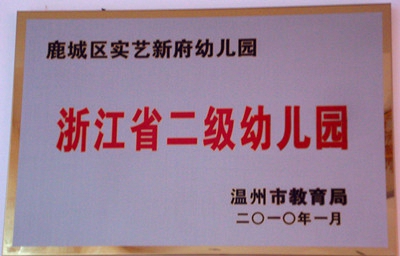 鹿城区实艺新府幼儿园
浙江省二级幼儿园
温州市教育局
二〇一〇年一月